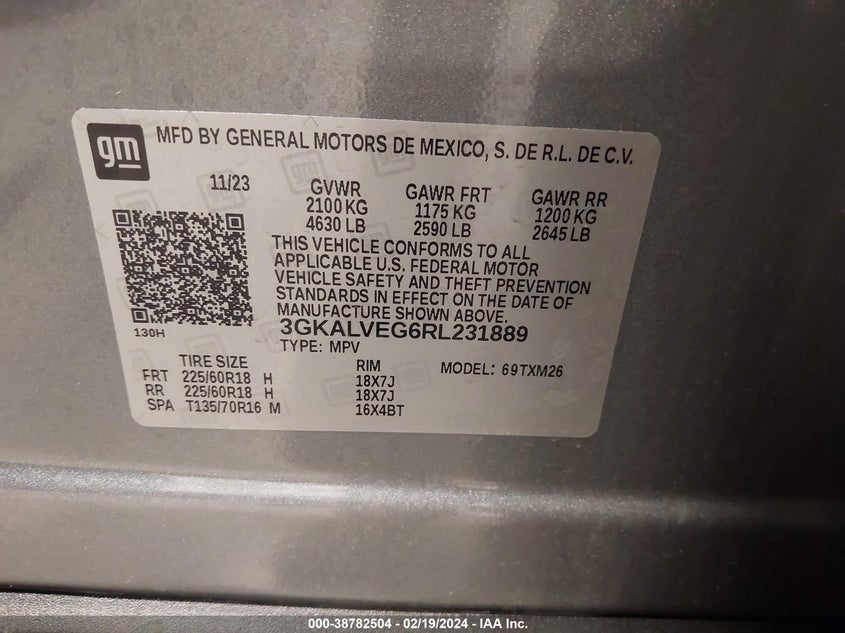 gm
MFD BY GENERAL MOTORS DE MEXICO, S. DE R.L. DE C.V.
11/23 GVWR GAWR FRT GAWR RR
2100 KG 1175 KG 1200 KG
4630 LB 2590 LB 2645 LB
THIS VEHICLE CONFORMS TO ALL
APPLICABLE U.S. FEDERAL MOTOR
VEHICLE SAFETY AND THEFT PREVENTION
STANDARDS IN EFFECT ON THE DATE OF
MANUFACTURE SHOWN ABOVE.
130H
3GKALVEG6RL231889
TYPE: MPV
TIRE SIZE RIM MODEL: 69TXM26
FRT 225/60R18 H 18X7J
RR 225/60R18 H 18X7J
SPA T135/70R16 M 16X4BT
000-38782504 - 02/19/2024 - IAA Inc.